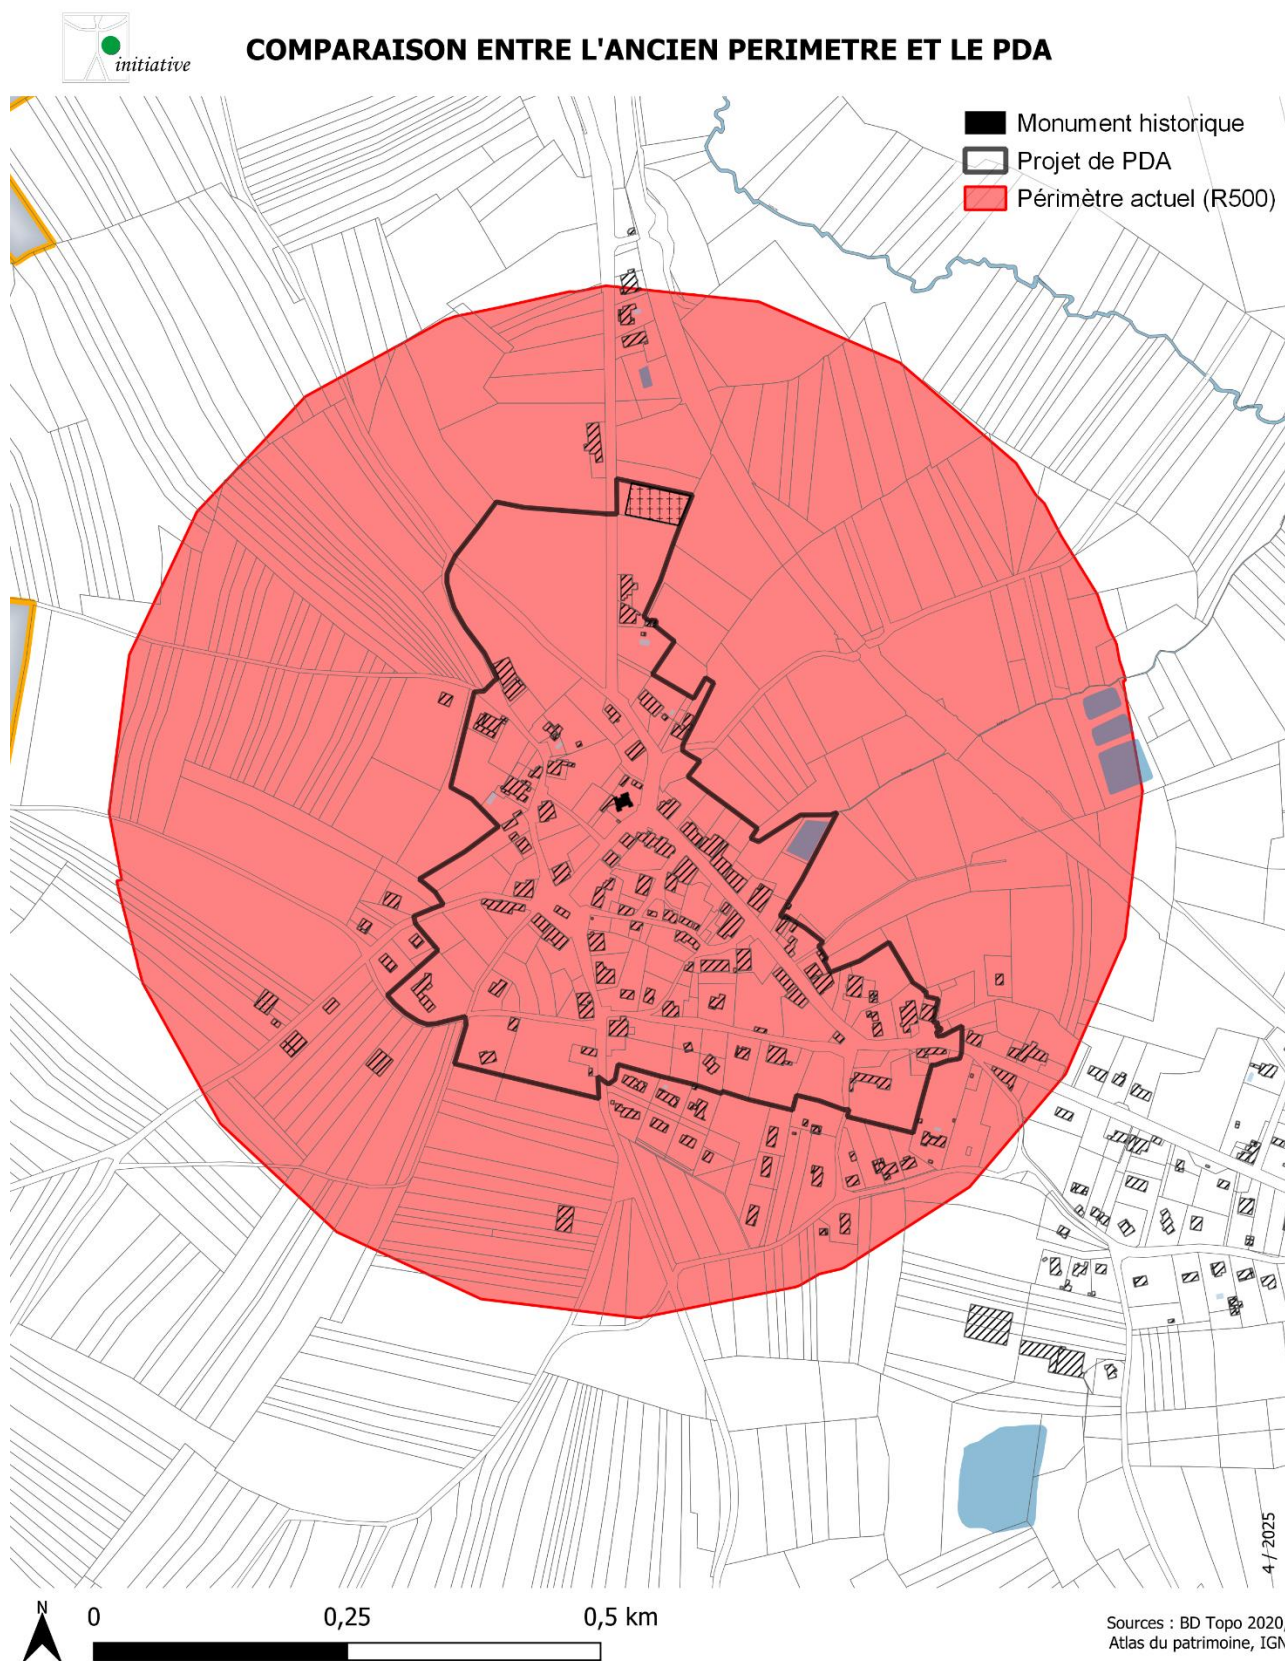 initiative
COMPARAISON ENTRE L'ANCIEN PERIMETRE ET LE PDA
Monument historique
Projet de PDA
Périmètre actuel (R500)
4 / 2025
N
0 0,25 0,5 km
Sources : BD Topo 2020,
Atlas du patrimoine, IGN